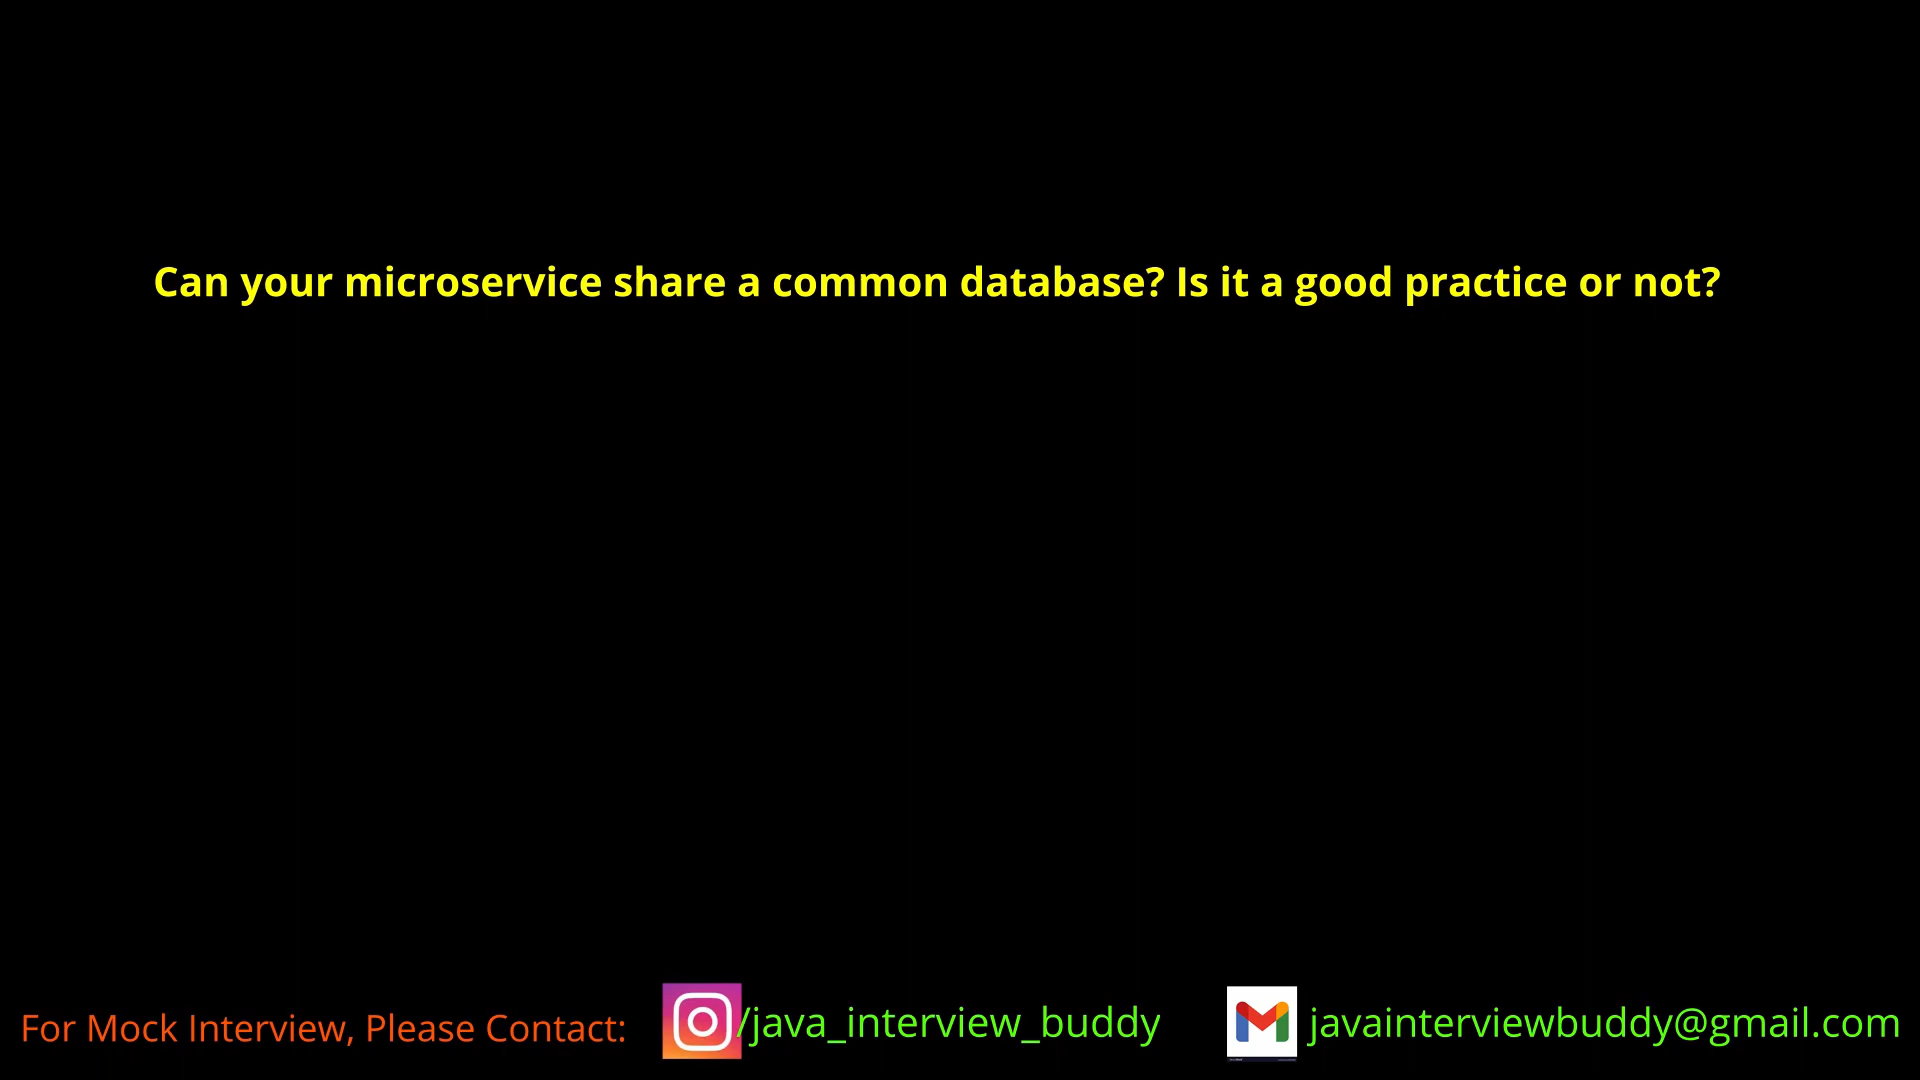 Can your microservice share a common database? Is it a good practice or not?
For Mock Interview, Please Contact: /java_interview_buddy javainterviewbuddy@gmail.com